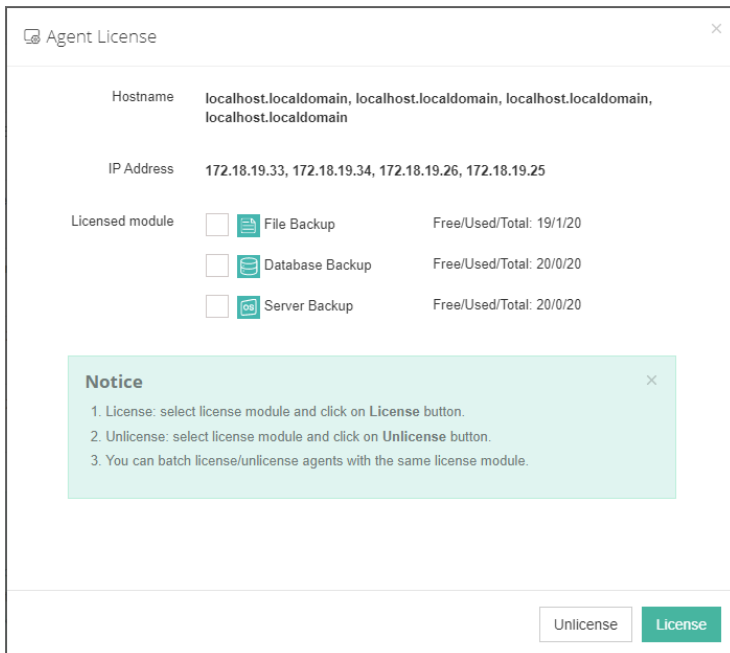 Agent License
×
Hostname localhost.localdomain, localhost.localdomain, localhost.localdomain,
localhost.localdomain
IP Address 172.18.19.33, 172.18.19.34, 172.18.19.26, 172.18.19.25
Licensed module File Backup Free/Used/Total: 19/1/20
Database Backup Free/Used/Total: 20/0/20
OS Server Backup Free/Used/Total: 20/0/20
Notice ×
1. License: select license module and click on License button.
2. Unlicense: select license module and click on Unlicense button.
3. You can batch license/unlicense agents with the same license module.
Unlicense License